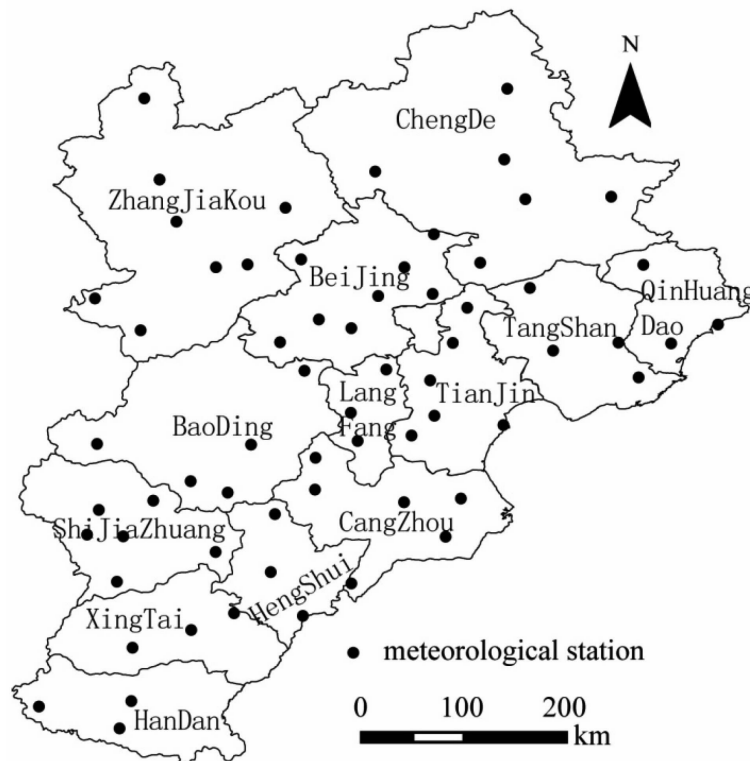 N
ChengDe
ZhangJiaKou
BeiJing
QinHuang
Dao
TangShan
Lang
Fang
TianJin
BaoDing
CangZhou
ShiJiaZhuang
HengShui
XingTai
meteorological station
HanDan
0 100 200
km